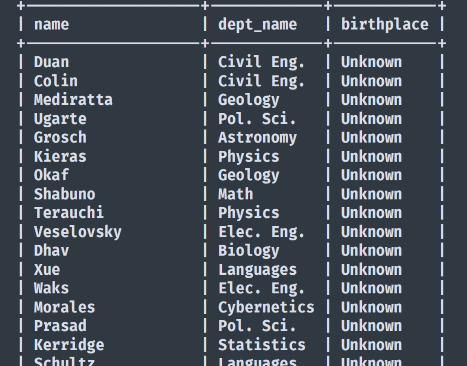 | name | dept_name | birthplace |
| Duan | Civil Eng. | Unknown |
| Colin | Civil Eng. | Unknown |
| Mediratta | Geology | Unknown |
| Ugarte | Pol. Sci. | Unknown |
| Grosch | Astronomy | Unknown |
| Kieras | Physics | Unknown |
| Okaf | Geology | Unknown |
| Shabuno | Math | Unknown |
| Terauchi | Physics | Unknown |
| Veselovsky | Elec. Eng. | Unknown |
| Dhav | Biology | Unknown |
| Xue | Languages | Unknown |
| Waks | Elec. Eng. | Unknown |
| Morales | Cybernetics | Unknown |
| Prasad | Pol. Sci. | Unknown |
| Kerridge | Statistics | Unknown |
| Schultz | Languages | Unknown |